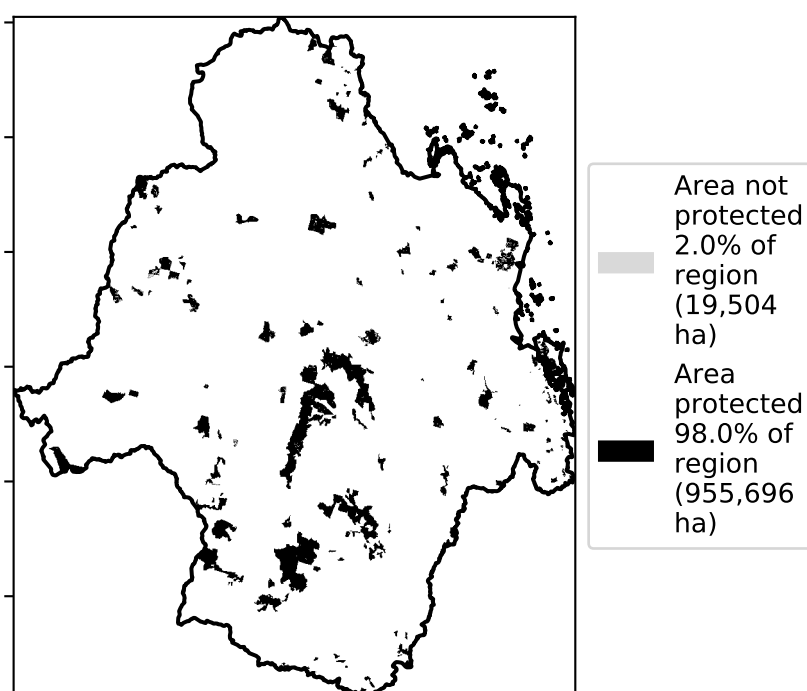 Area not
protected
2.0% of
region
(19,504
ha)
Area
protected
98.0% of
region
(955,696
ha)